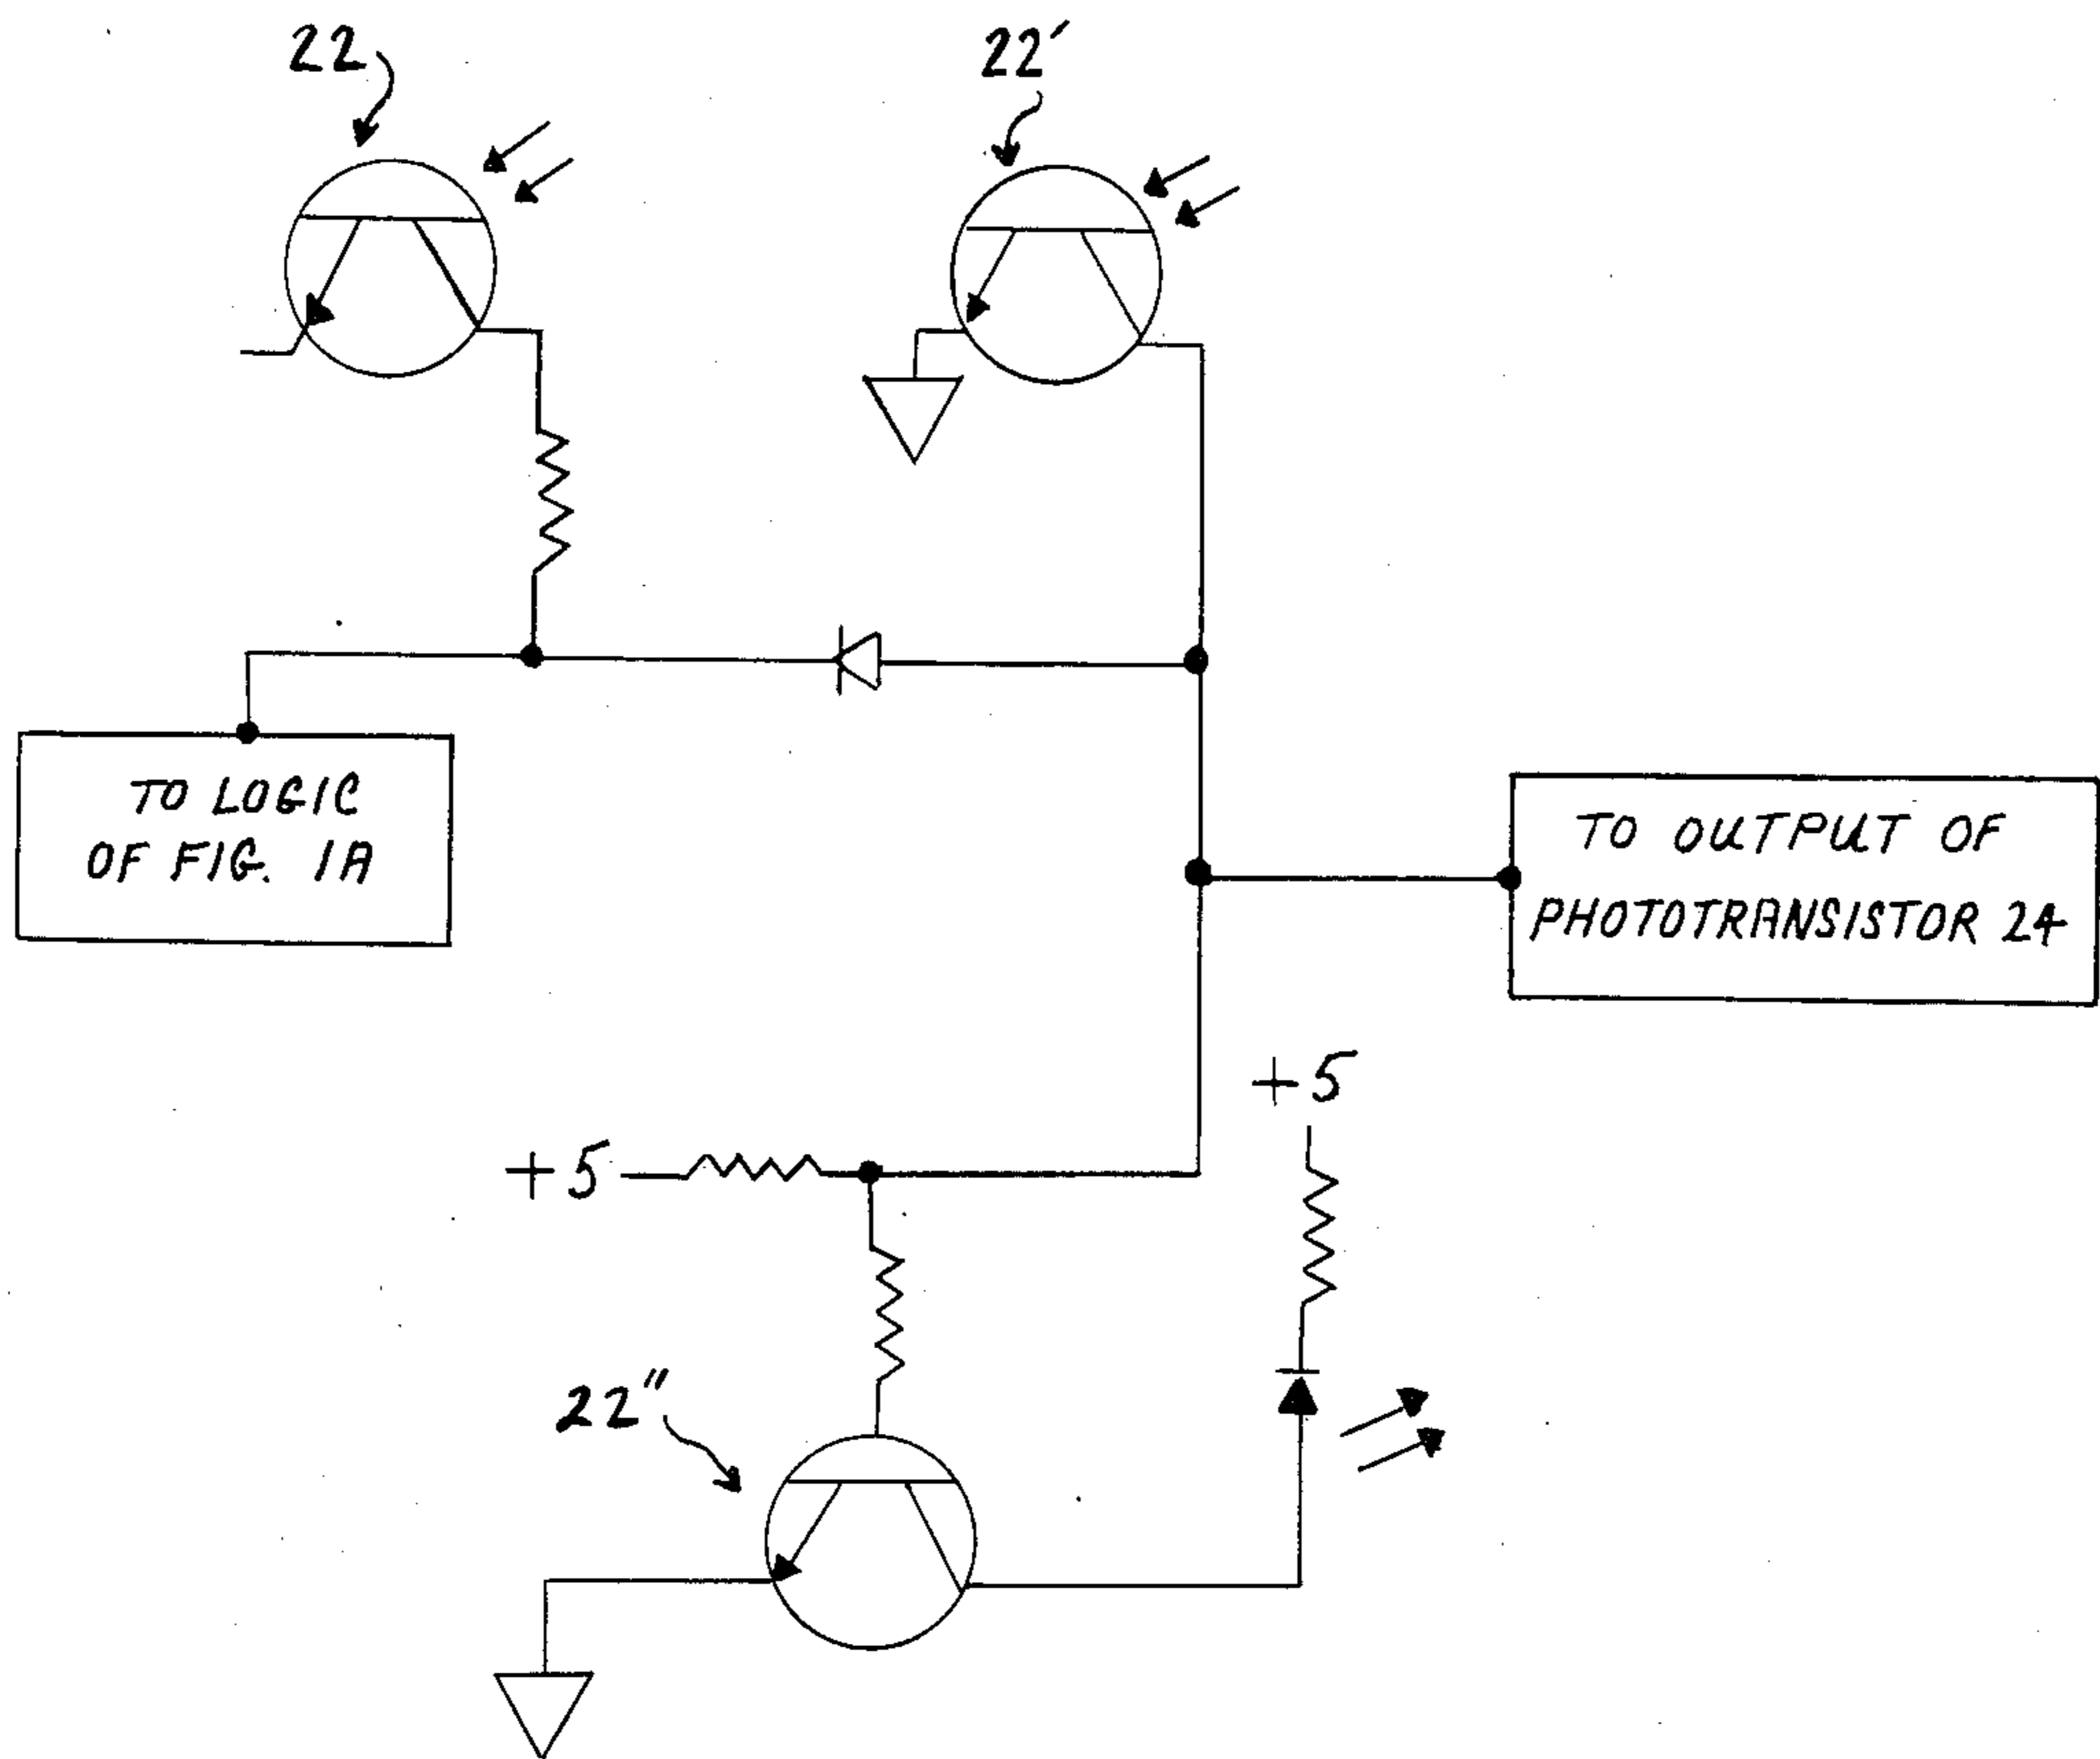 22
22'
TO LOGIC
OF FIG. 1A
TO OUTPUT OF
PHOTOTRANSISTOR 24
+5
+5
22"